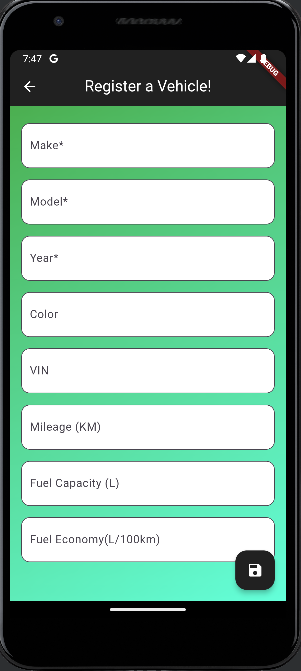 7:47 G
DEBUG
Register a Vehicle!
Make*
Model*
Year*
Color
VIN
Mileage (KM)
Fuel Capacity (L)
Fuel Economy(L/100km)